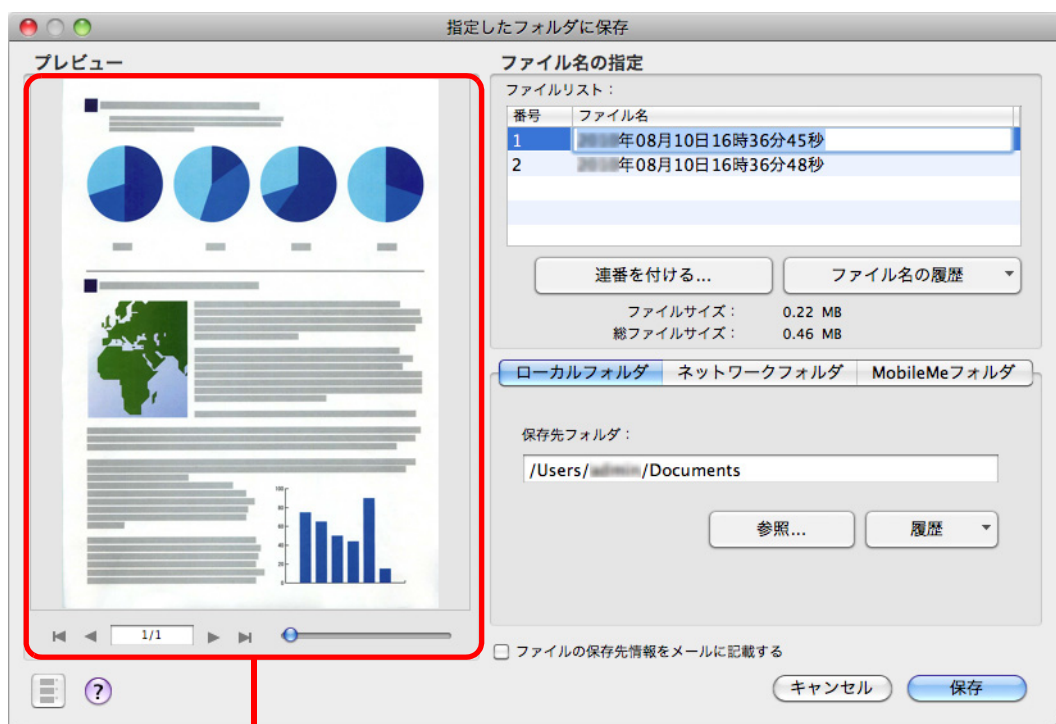 指定したフォルダに保存
プレビュー
1/1
ファイル名の指定
ファイルリスト：
番号 ファイル名
1 年08月10日16時36分45秒
2 年08月10日16時36分48秒
連番を付ける... ファイル名の履歴
ファイルサイズ： 0.22 MB
総ファイルサイズ： 0.46 MB
ローカルフォルダ ネットワークフォルダ MobileMeフォルダ
保存先フォルダ：
/Users/ /Documents
参照... 履歴
ファイルの保存先情報をメールに記載する
?
キャンセル 保存